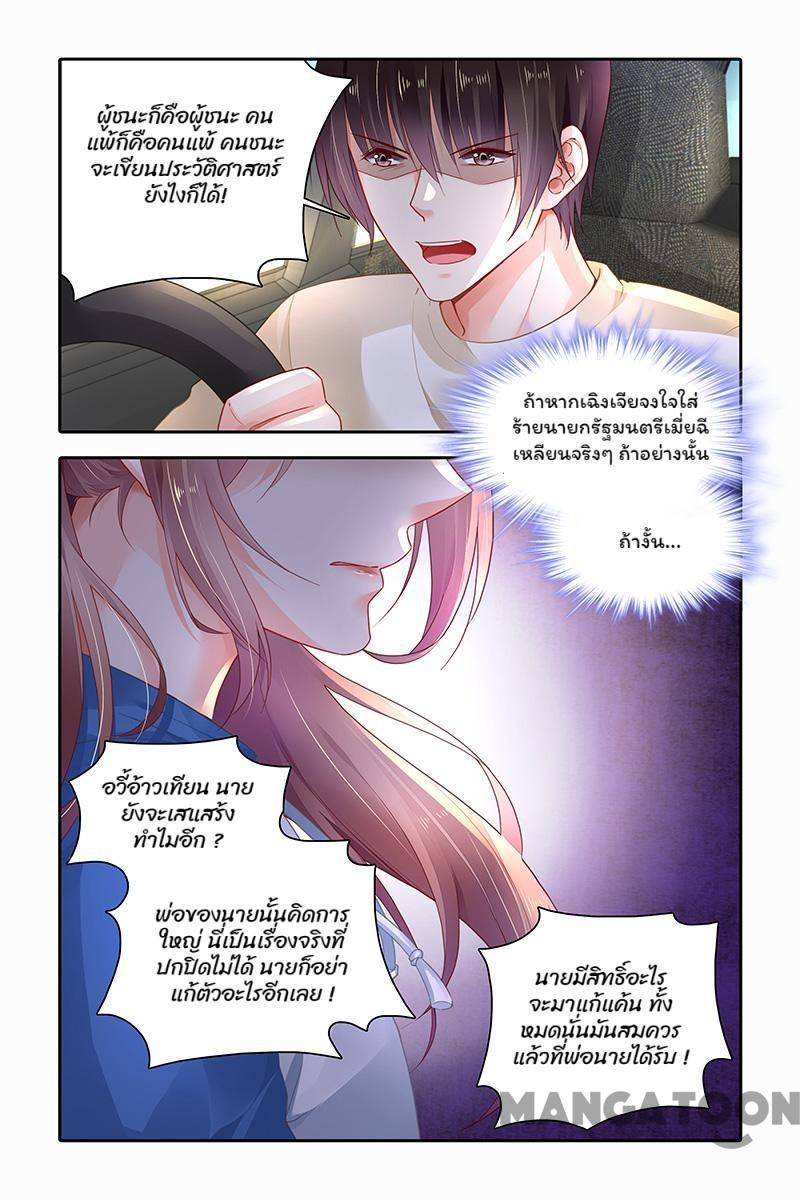 ผู้ชนะก็คือผู้ชนะ คน
แพ้ก็คือคนแพ้ คนชนะ
จะเขียนประวัติศาสตร์
ยังไงก็ได้!
ถ้าหากเฉิงเจียจงใจใส่
ร้ายนายกรัฐมนตรีเมี่ยฉี
เหลียนจริงๆ ถ้าอย่างนั้น
ถ้างั้น...
อวี้อ้าวเทียน นาย
ยังจะเสแสร้ง
ทำไมอีก ?
พ่อของนายนั้นคิดการ
ใหญ่ นี่เป็นเรื่องจริงที่
ปกปิดไม่ได้ นายก็อย่า
แก้ตัวอะไรอีกเลย !
นายมีสิทธิ์อะไร
จะมาแก้แค้น ทั้ง
หมดนั่นมันสมควร
แล้วที่พ่อนายได้รับ !
MANGATOON